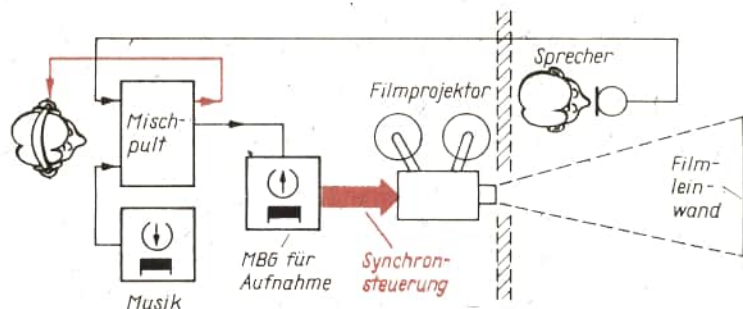 Sprecher
Filmprojektor
Misch-
pult
Film-
lein-
wand
MBG für
Aufnahme
Synchron-
steuerung
Musik